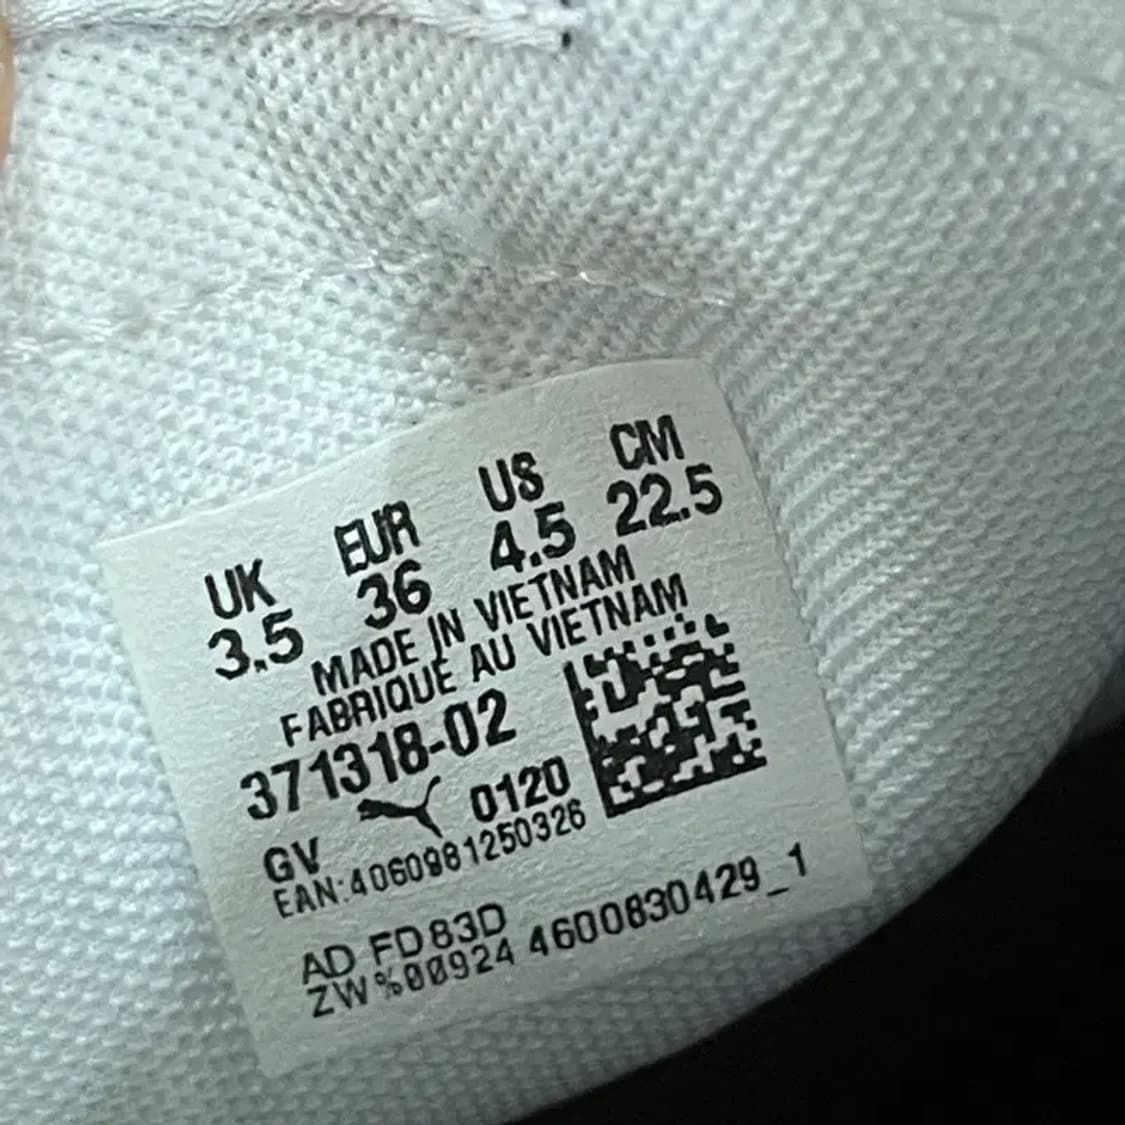 UK EUR US CM
3.5 36 4.5 22.5
MADE IN VIETNAM
FABRIQUE AU VIETNAM
371318-02
GV 0120
EAN:4060981250326
AD FD83D
ZW%00924 4600830429_1